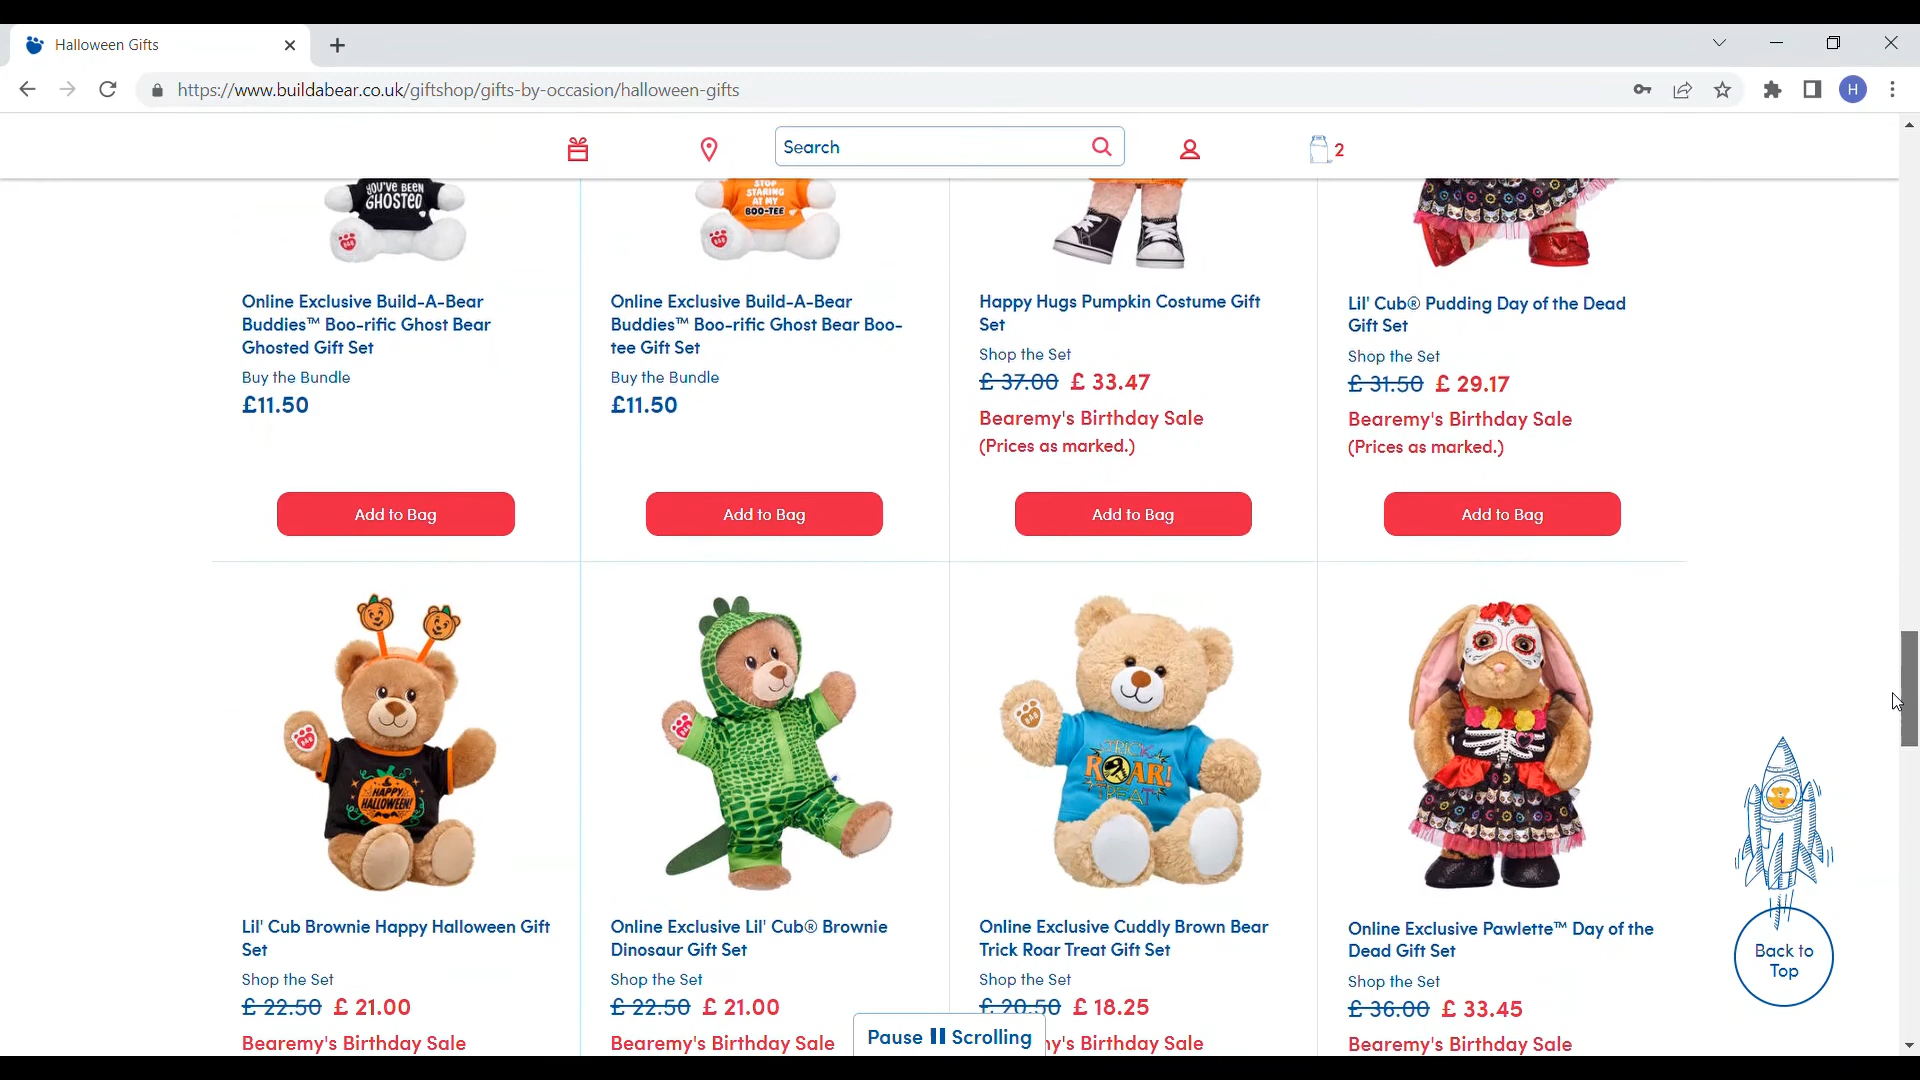 Halloween Gifts
https://www.buildabear.co.uk/giftshop/gifts-by-occasion/halloween-gifts
H
Search
2
YOU'VE BEEN
GHOSTED
STOP
STARING
AT MY
BOO-TEE
Online Exclusive Build-A-Bear
Buddies™ Boo-rific Ghost Bear
Ghosted Gift Set
Buy the Bundle
£11.50
Online Exclusive Build-A-Bear
Buddies™ Boo-rific Ghost Bear Boo-
tee Gift Set
Buy the Bundle
£11.50
Happy Hugs Pumpkin Costume Gift
Set
Shop the Set
£ 37.00 £ 33.47
Bearemy's Birthday Sale
(Prices as marked.)
Lil' Cub® Pudding Day of the Dead
Gift Set
Shop the Set
£ 31.50 £ 29.17
Bearemy's Birthday Sale
(Prices as marked.)
Add to Bag
Add to Bag
Add to Bag
Add to Bag
HAPPY
HALLOWEEN!
TRICK
ROAR!
TREAT
Lil' Cub Brownie Happy Halloween Gift
Set
Shop the Set
£ 22.50 £ 21.00
Bearemy's Birthday Sale
Online Exclusive Lil' Cub® Brownie
Dinosaur Gift Set
Shop the Set
£ 22.50 £ 21.00
Bearemy's Birthday Sale
Online Exclusive Cuddly Brown Bear
Trick Roar Treat Gift Set
Shop the Set
£ 20.50 £ 18.25
y's Birthday Sale
Online Exclusive Pawlette™ Day of the
Dead Gift Set
Shop the Set
£ 36.00 £ 33.45
Bearemy's Birthday Sale
Back to
Top
Pause Scrolling